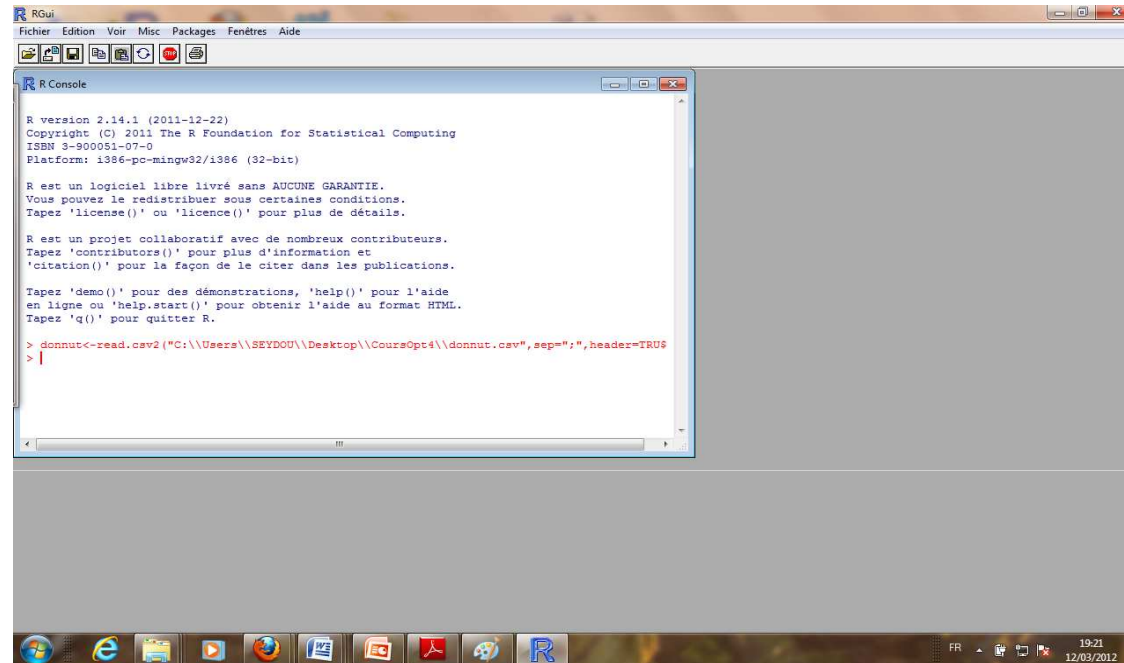 RGui
Fichier Edition Voir Misc Packages Fenêtres Aide
STOP
R Console
R version 2.14.1 (2011-12-22)
Copyright (C) 2011 The R Foundation for Statistical Computing
ISBN 3-900051-07-0
Platform: i386-pc-mingw32/i386 (32-bit)
R est un logiciel libre livré sans AUCUNE GARANTIE.
Vous pouvez le redistribuer sous certaines conditions.
Tapez 'license()' ou 'licence()' pour plus de détails.
R est un projet collaboratif avec de nombreux contributeurs.
Tapez 'contributors()' pour plus d'information et
'citation()' pour la façon de le citer dans les publications.
Tapez 'demo()' pour des démonstrations, 'help()' pour l'aide
en ligne ou 'help.start()' pour obtenir l'aide au format HTML.
Tapez 'q()' pour quitter R.
> donnut<-read.csv2("C:\\Users\\SEYDOU\\Desktop\\CoursOpt4\\donnut.csv",sep=";",header=TRU$
>
FR 19:21
12/03/2012